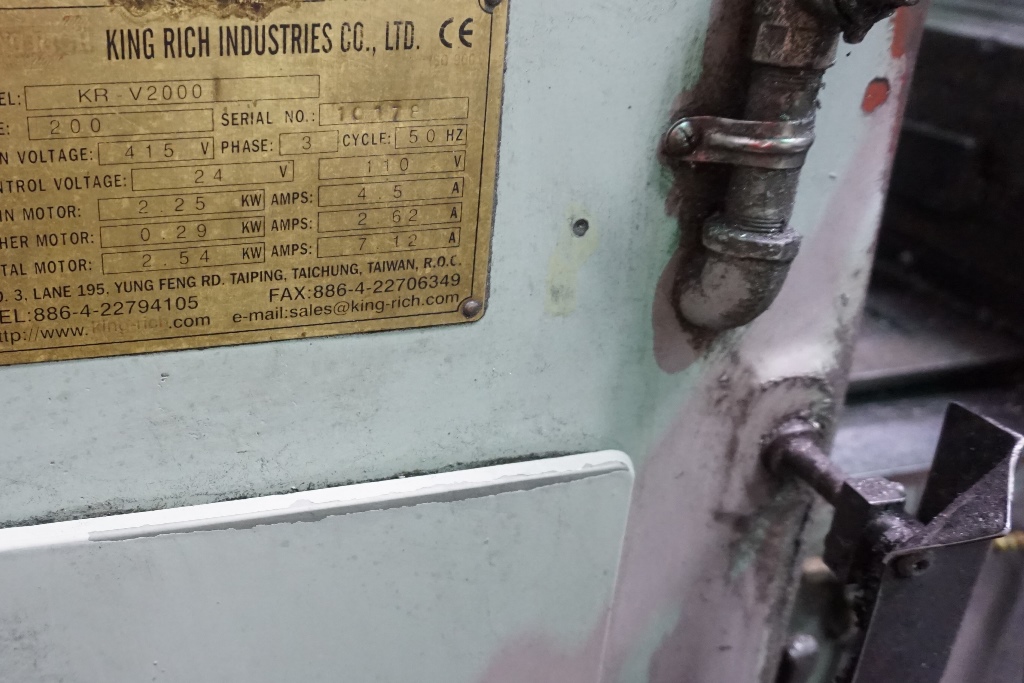 KING RICH INDUSTRIES CO., LTD. CE
EL: KR-V2000
E: 200 SERIAL NO.: 10178
N VOLTAGE: 415 V PHASE: 3 CYCLE: 50 HZ
NTROL VOLTAGE: 24 V 110 V
IN MOTOR: 2.25 KW AMPS: 4.5 A
HER MOTOR: 0.29 KW AMPS: 2.62 A
TAL MOTOR: 2.54 KW AMPS: 7.12 A
O. 3, LANE 195, YUNG FENG RD. TAIPING, TAICHUNG, TAIWAN, R.O.C.
EL:886-4-22794105 FAX:886-4-22706349
ttp://www.king-rich.com e-mail:sales@king-rich.com